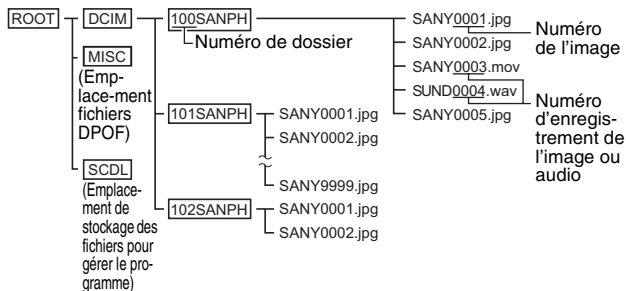 ROOT
DCIM
100SANPH
Numéro de dossier
SANY0001.jpg
SANY0002.jpg
SANY0003.mov
SUND0004.wav
SANY0005.jpg
Numéro
de l'image
Numéro
d'enregis-
trement de
l'image ou
audio
MISC
(Emp-
lace-ment
fichiers
DPOF)
101SANPH
SANY0001.jpg
SANY0002.jpg
SANY9999.jpg
SCDL
(Emplace-
ment de
stockage des
fichiers pour
gérer le pro-
gramme)
102SANPH
SANY0001.jpg
SANY0002.jpg